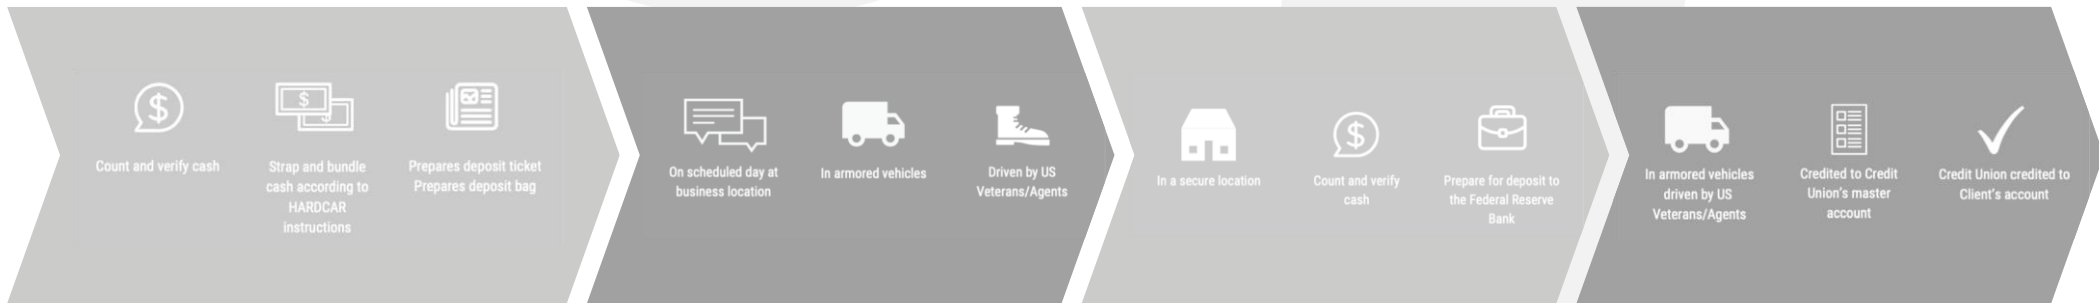 $
Count and verify cash
$
$
Strap and bundle
cash according to
HARDCAR
instructions
Prepares deposit ticket
Prepares deposit bag
On scheduled day at
business location
In armored vehicles
Driven by US
Veterans/Agents
In a secure location
$
Count and verify
cash
Prepare for deposit to
the Federal Reserve
Bank
In armored vehicles
driven by US
Veterans/Agents
Credited to Credit
Union's master
account
Credit Union credited to
Client's account